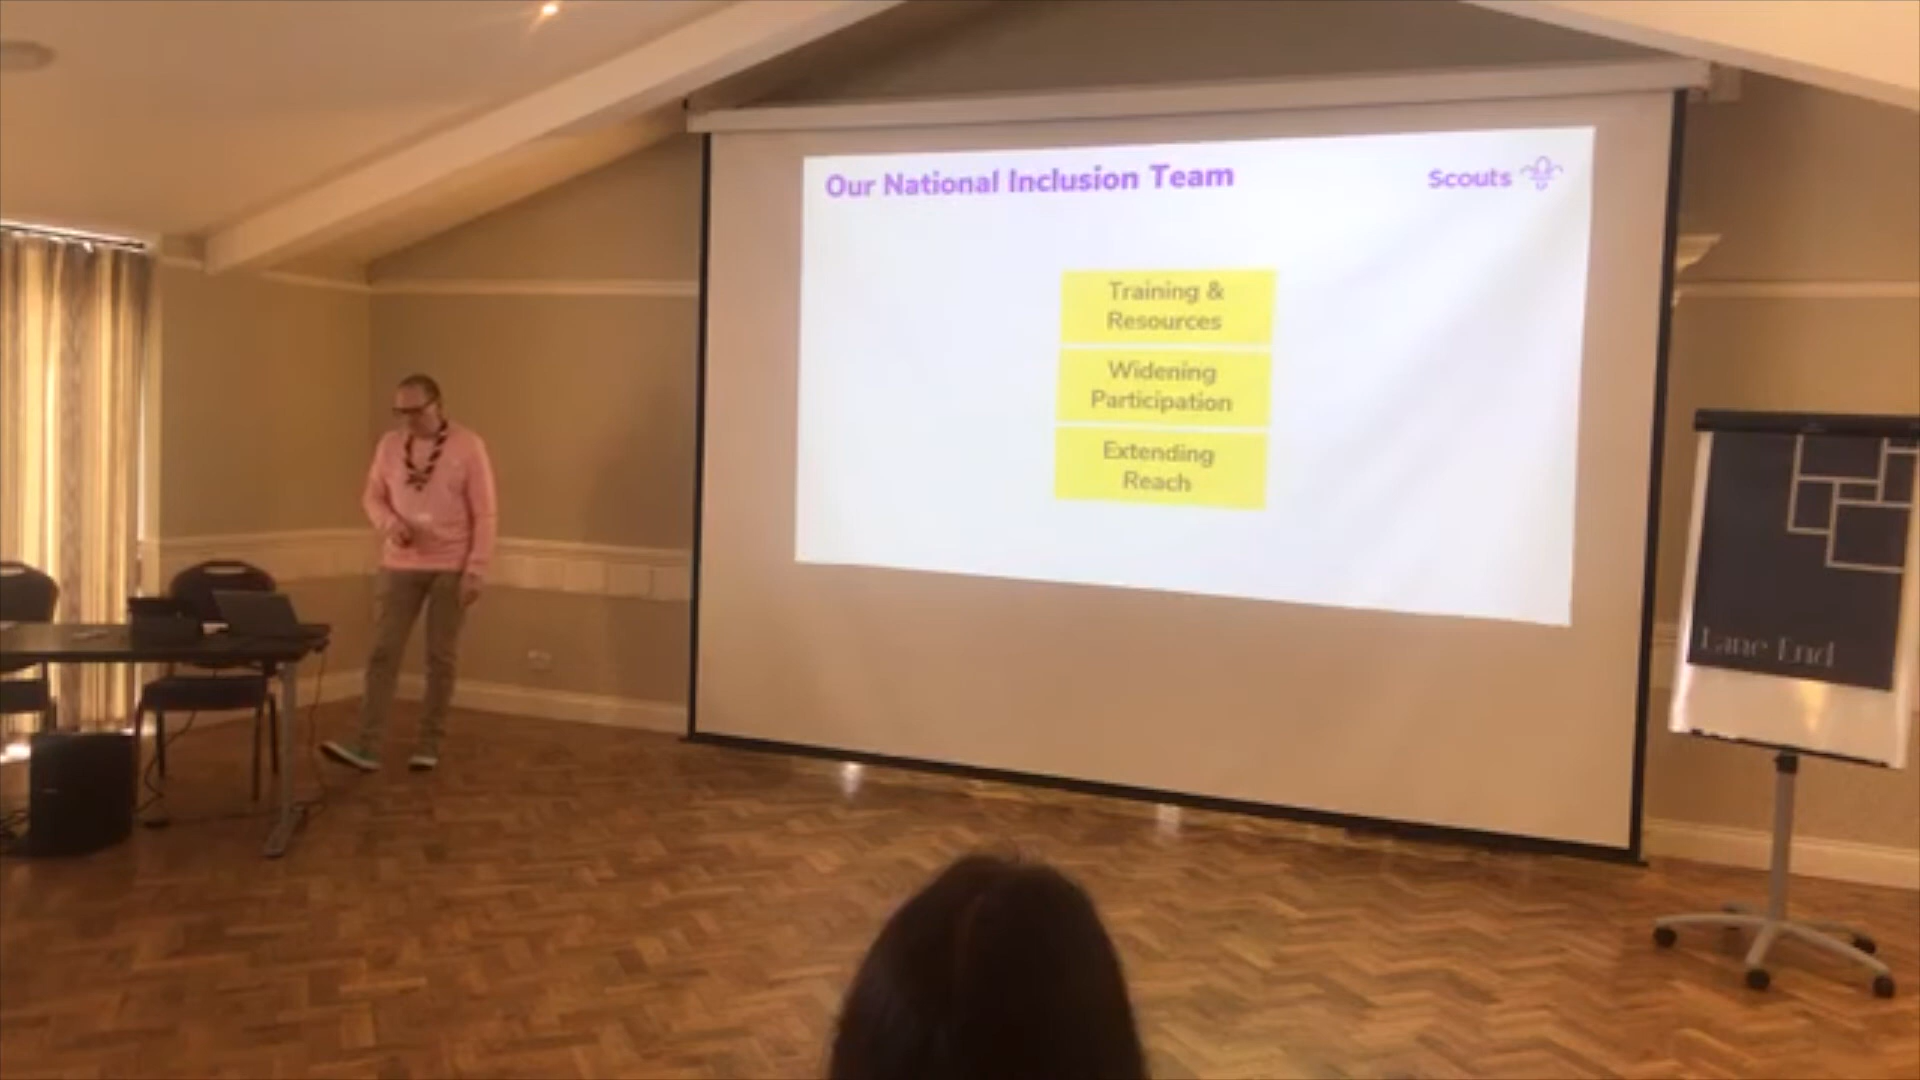 Our National Inclusion Team
Scouts
Training &
Resources
Widening
Participation
Extending
Reach
Lane End